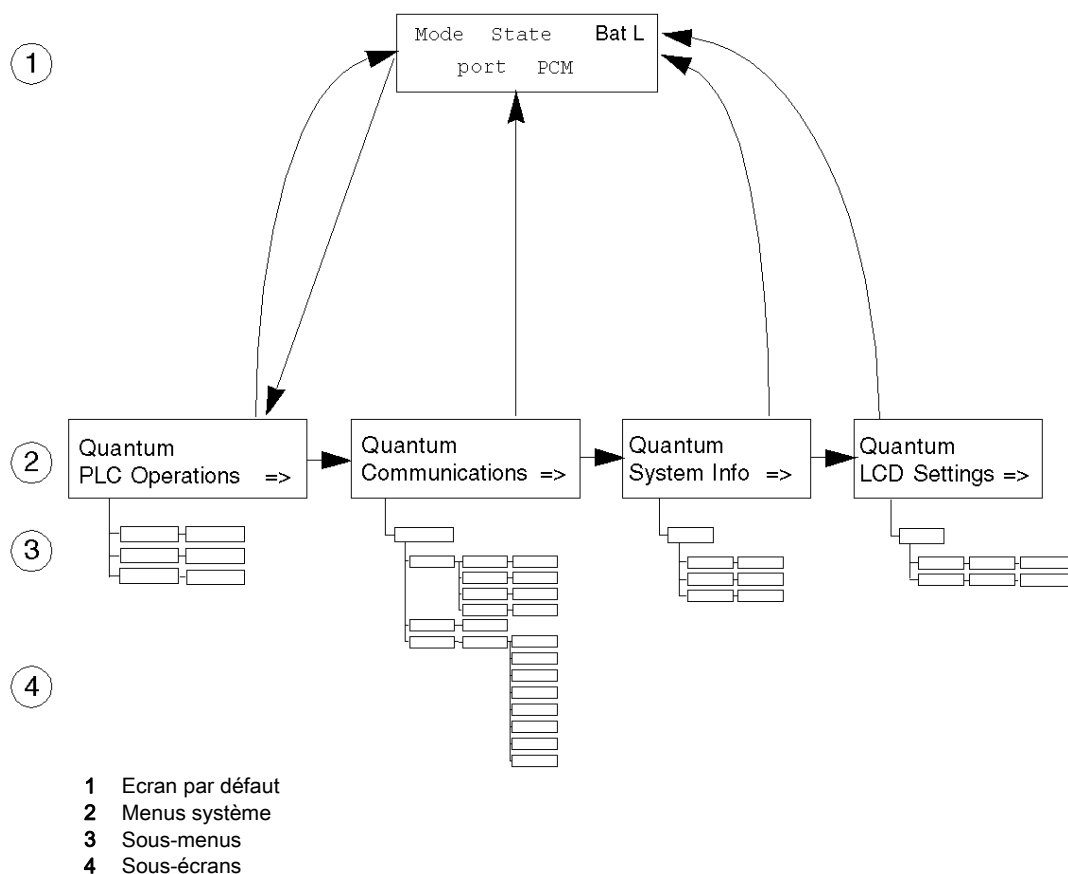 1
Mode State Bat L
port PCM
2
Quantum
PLC Operations =>
Quantum
Communications =>
Quantum
System Info =>
Quantum
LCD Settings =>
3
4
1 Ecran par défaut
2 Menus système
3 Sous-menus
4 Sous-écrans